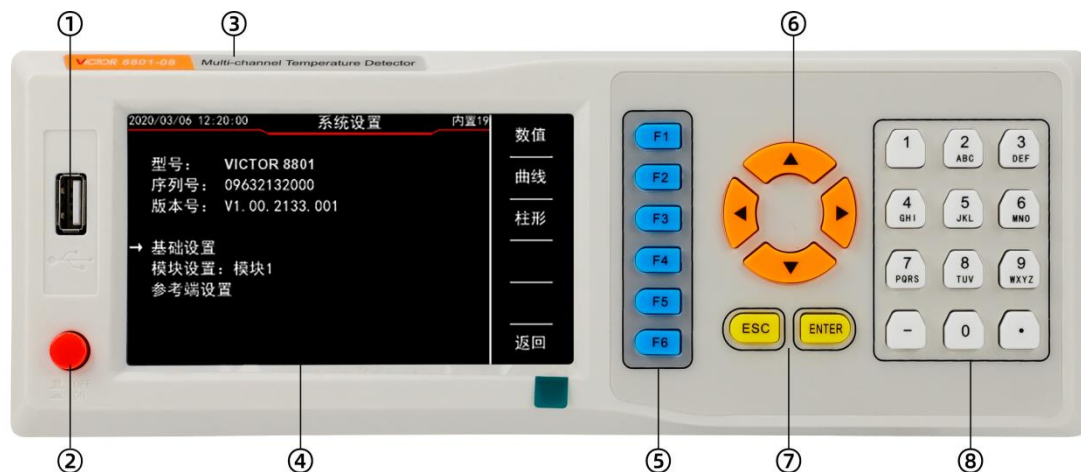 ① ③ ⑥
VICTOR 8801-08 Multi-channel Temperature Detector
2020/03/06 12:20:00 系统设置 内置19
型号： VICTOR 8801
序列号： 09632132000
版本号： V1.00.2133.001
→ 基础设置
模块设置：模块1
参考端设置
数值
曲线
柱形
返回
F1
F2
F3
F4
F5
F6
ESC ENTER
1 2 ABC 3 DEF
4 GHI 5 JKL 6 MNO
7 PQRS 8 TUV 9 WXYZ
- 0 .
② ④ ⑤ ⑦ ⑧